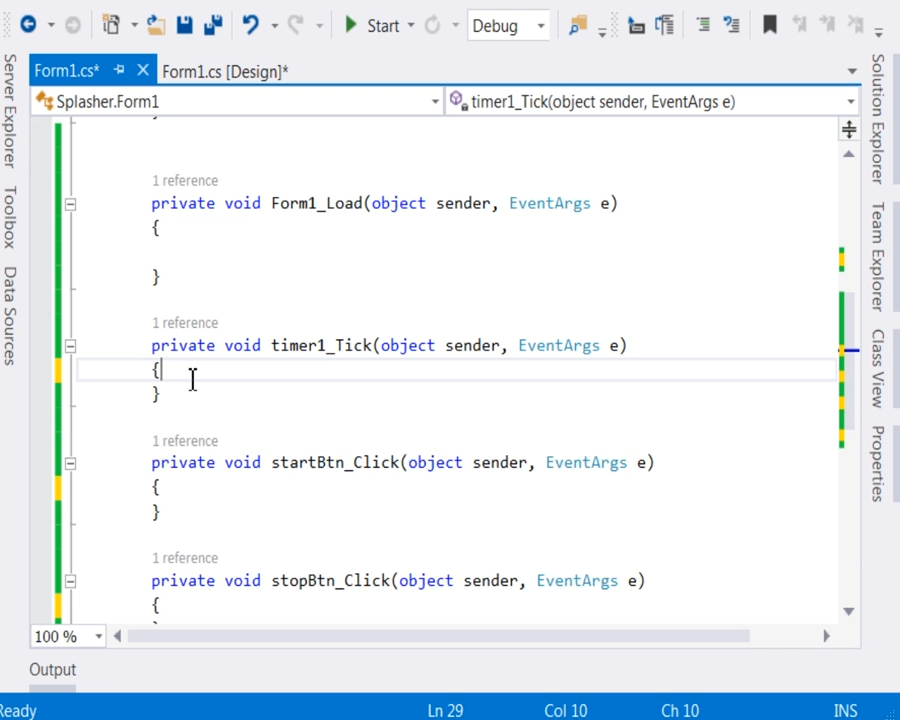 Start
Debug
Form1.cs*
Form1.cs [Design]*
Splasher.Form1
timer1_Tick(object sender, EventArgs e)
Server Explorer
Toolbox
Data Sources
}
1 reference
private void Form1_Load(object sender, EventArgs e)
{
}
1 reference
private void timer1_Tick(object sender, EventArgs e)
{
}
1 reference
private void startBtn_Click(object sender, EventArgs e)
{
}
1 reference
private void stopBtn_Click(object sender, EventArgs e)
{
}
Solution Explorer
Team Explorer
Class View
Properties
100 %
Output
Ready
Ln 29
Col 10
Ch 10
INS